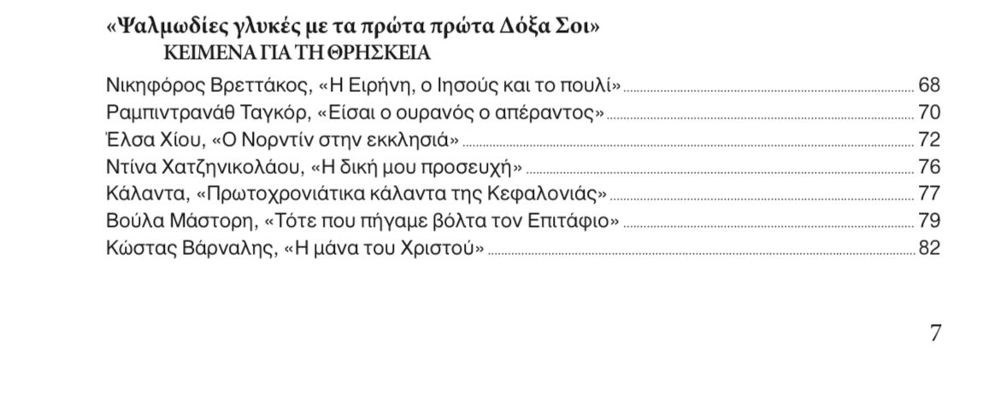 «Ψαλμωδίες γλυκές με τα πρώτα πρώτα Δόξα Σοι»
ΚΕΙΜΕΝΑ ΓΙΑ ΤΗ ΘΡΗΣΚΕΙΑ
Νικηφόρος Βρεττάκος, «Η Ειρήνη, ο Ιησούς και το πουλί» 68
Ραμπιντρανάθ Ταγκόρ, «Είσαι ο ουρανός ο απέραντος» 70
Έλσα Χίου, «Ο Νορντίν στην εκκλησιά» 72
Ντίνα Χατζηνικολάου, «Η δική μου προσευχή» 76
Κάλαντα, «Πρωτοχρονιάτικα κάλαντα της Κεφαλονιάς» 77
Βούλα Μάστορη, «Τότε που πήγαμε βόλτα τον Επιτάφιο» 79
Κώστας Βάρναλης, «Η μάνα του Χριστού» 82
7